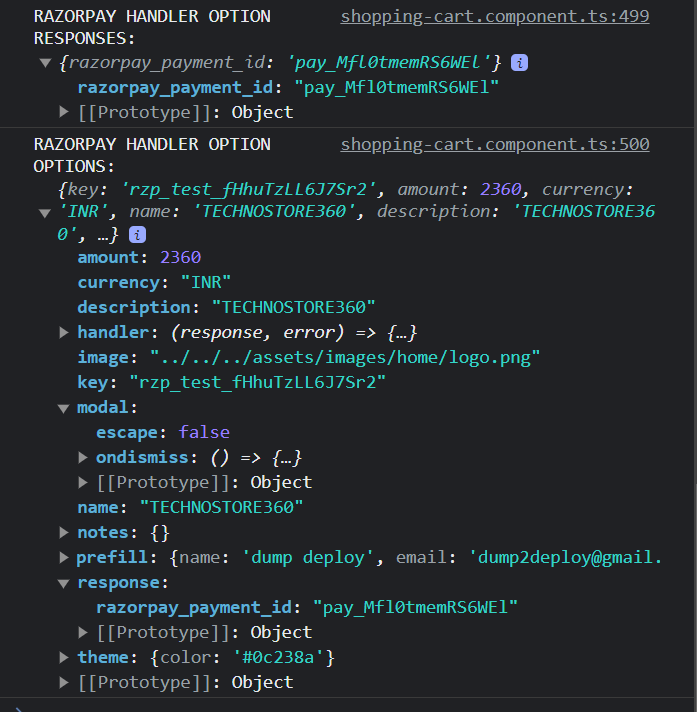 RAZORPAY HANDLER OPTION shopping-cart.component.ts:499
RESPONSES:
{razorpay_payment_id: 'pay_Mfl0tmemRS6WEl'} i
razorpay_payment_id: "pay_Mfl0tmemRS6WEl"
[[Prototype]]: Object
RAZORPAY HANDLER OPTION shopping-cart.component.ts:500
OPTIONS:
{key: 'rzp_test_fHhuTzLL6J7Sr2', amount: 2360, currency:
'INR', name: 'TECHNOSTORE360', description: 'TECHNOSTORE36
0', …} i
amount: 2360
currency: "INR"
description: "TECHNOSTORE360"
handler: (response, error) => {…}
image: "../../../assets/images/home/logo.png"
key: "rzp_test_fHhuTzLL6J7Sr2"
modal:
escape: false
ondismiss: () => {…}
[[Prototype]]: Object
name: "TECHNOSTORE360"
notes: {}
prefill: {name: 'dump deploy', email: 'dump2deploy@gmail.
response:
razorpay_payment_id: "pay_Mfl0tmemRS6WEl"
[[Prototype]]: Object
theme: {color: '#0c238a'}
[[Prototype]]: Object